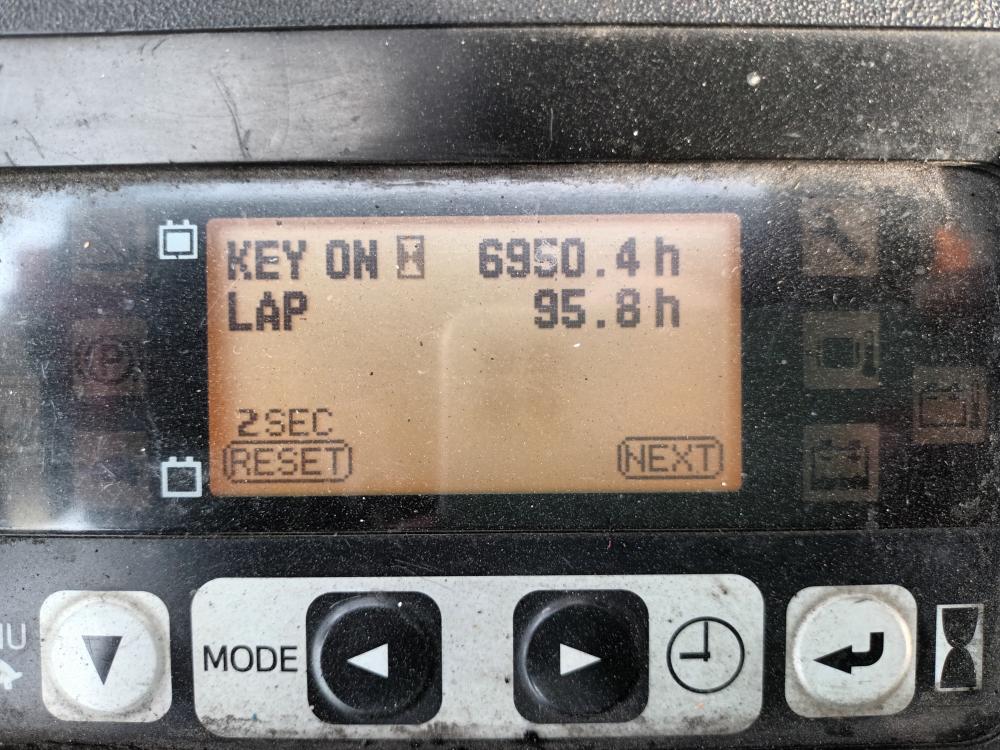 KEY ON 6950.4 h
LAP 95.8 h
2SEC
RESET NEXT
P
MODE